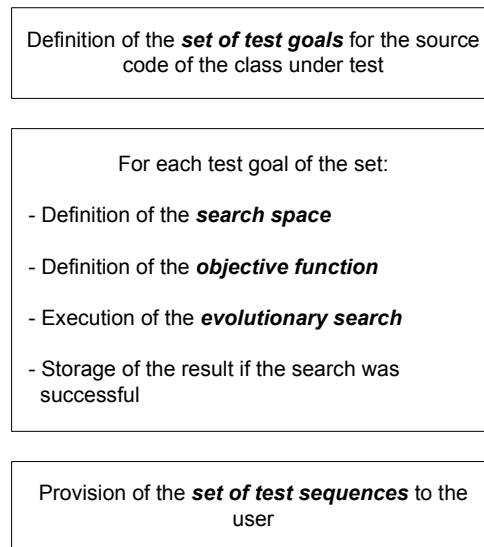 Definition of the set of test goals for the source
code of the class under test
For each test goal of the set:
- Definition of the search space
- Definition of the objective function
- Execution of the evolutionary search
- Storage of the result if the search was
successful
Provision of the set of test sequences to the
user